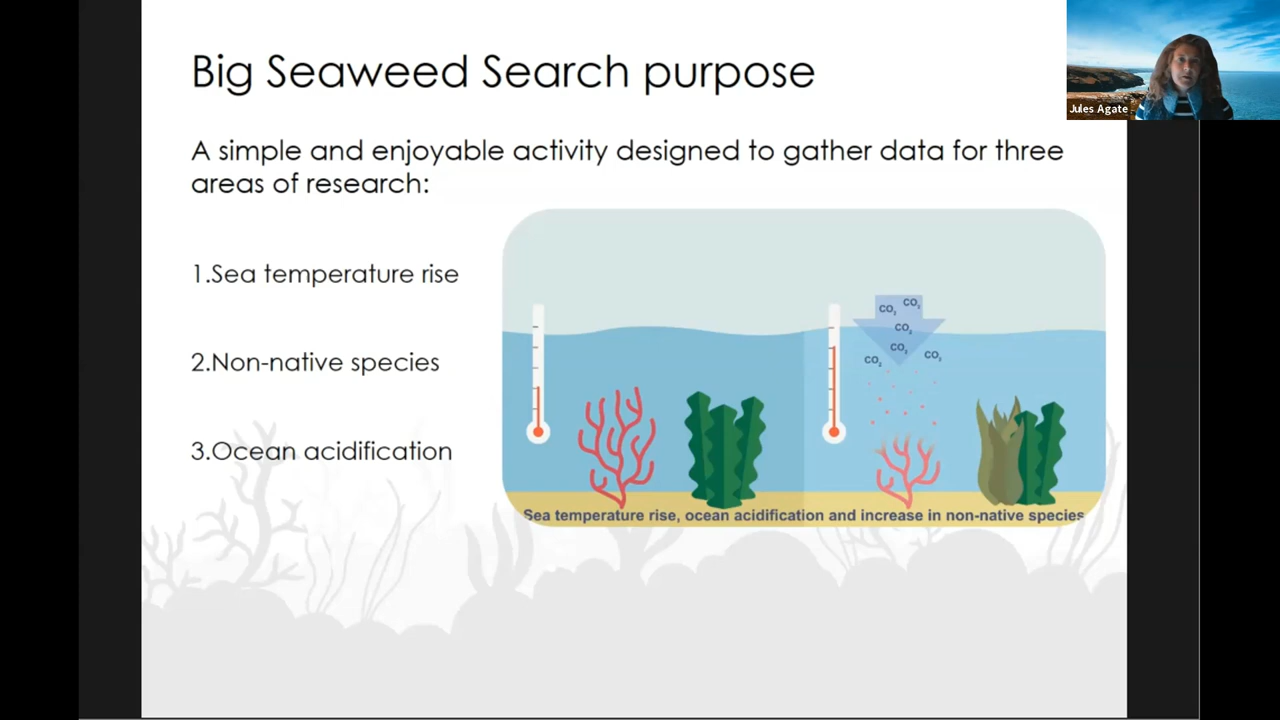 Big Seaweed Search purpose
Jules Agate
A simple and enjoyable activity designed to gather data for three
areas of research:
1.Sea temperature rise
2.Non-native species
3.Ocean acidification
CO₂ CO₂
CO₂
CO₂
CO₂ CO₂
Sea temperature rise, ocean acidification and increase in non-native species